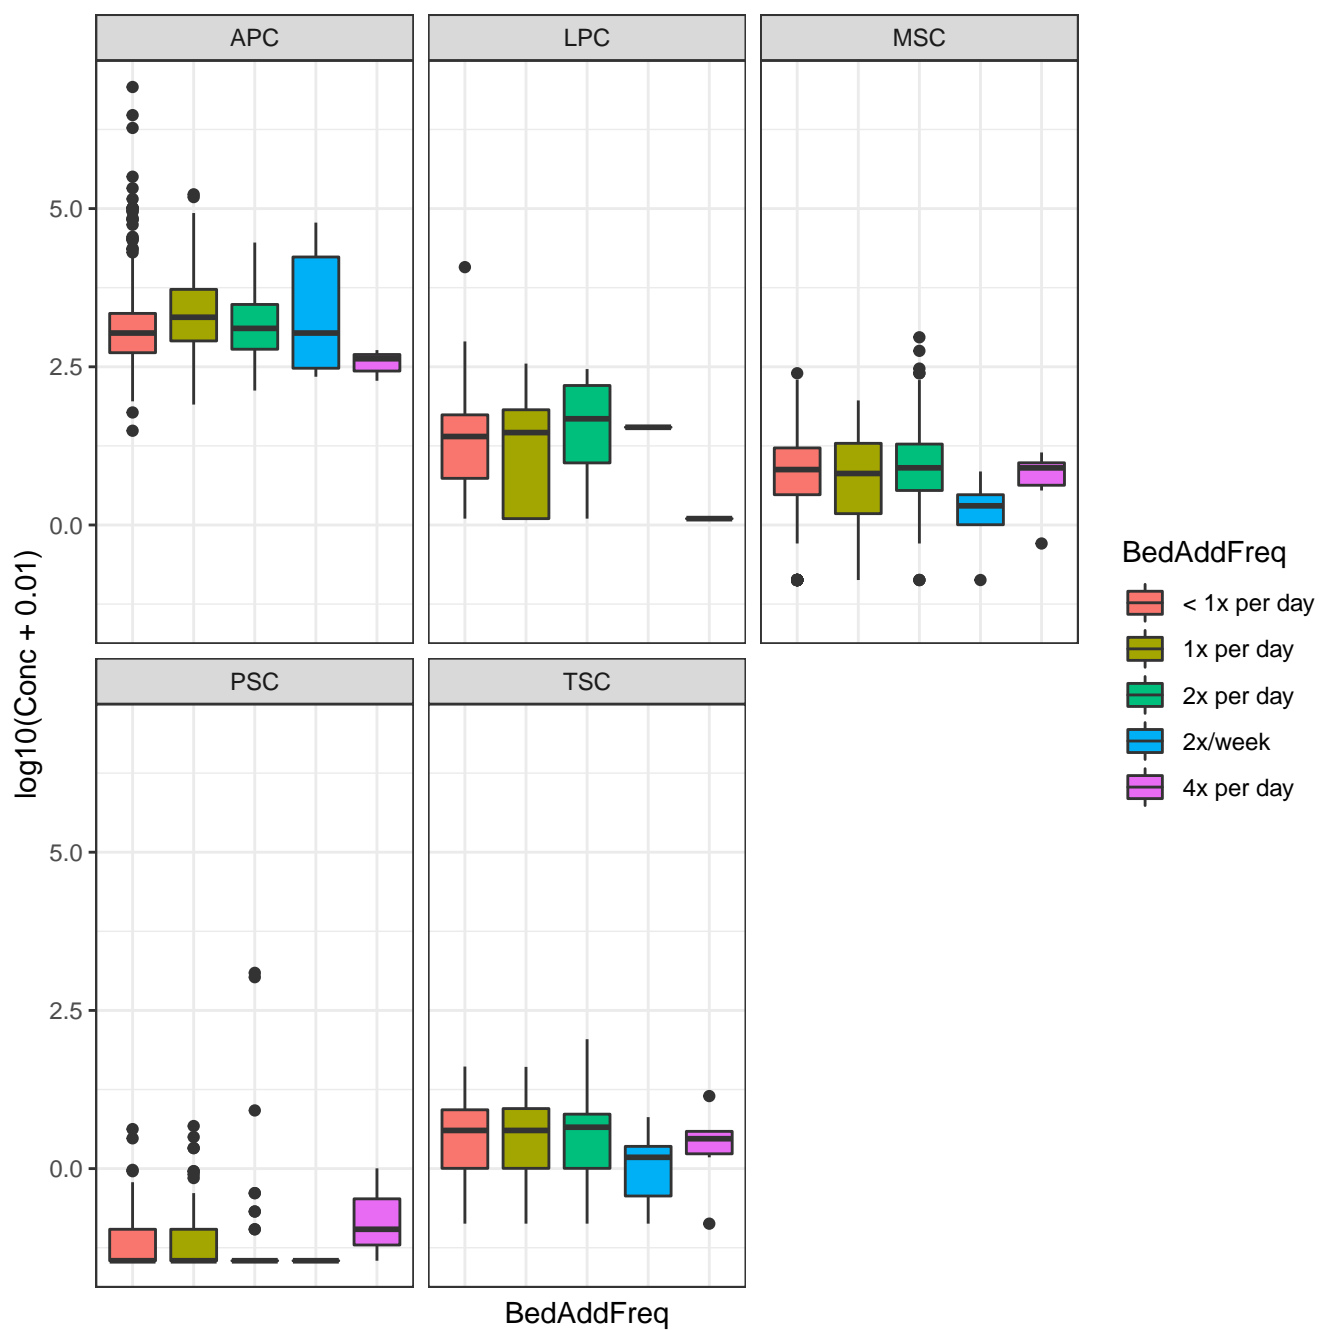 APC LPC MSC
5.0
2.5
0.0
PSC TSC
5.0
2.5
0.0
log10(Conc + 0.01)
BedAddFreq
BedAddFreq
< 1x per day
1x per day
2x per day
2x/week
4x per day